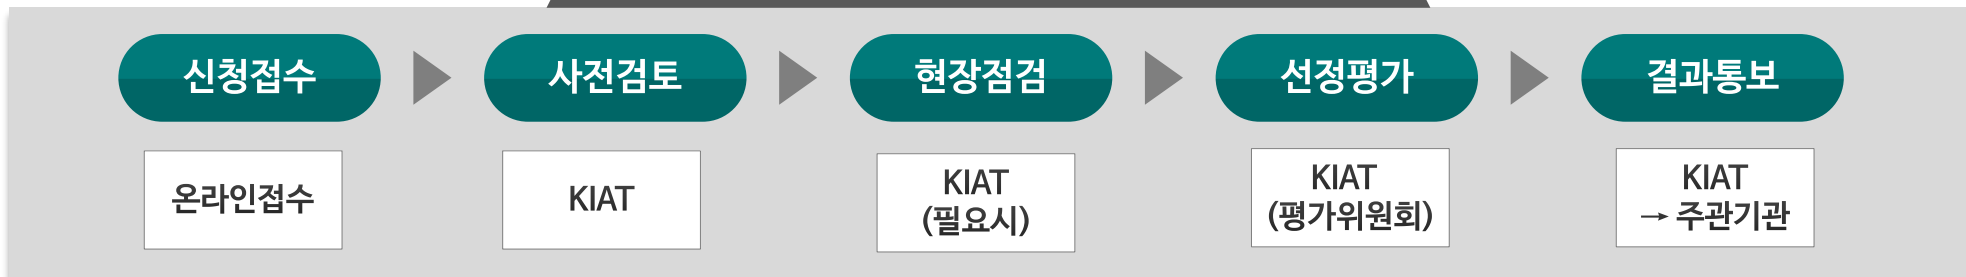 신청접수
사전검토
현장점검
선정평가
결과통보
온라인접수
KIAT
KIAT
(필요시)
KIAT
(평가위원회)
KIAT
→ 주관기관